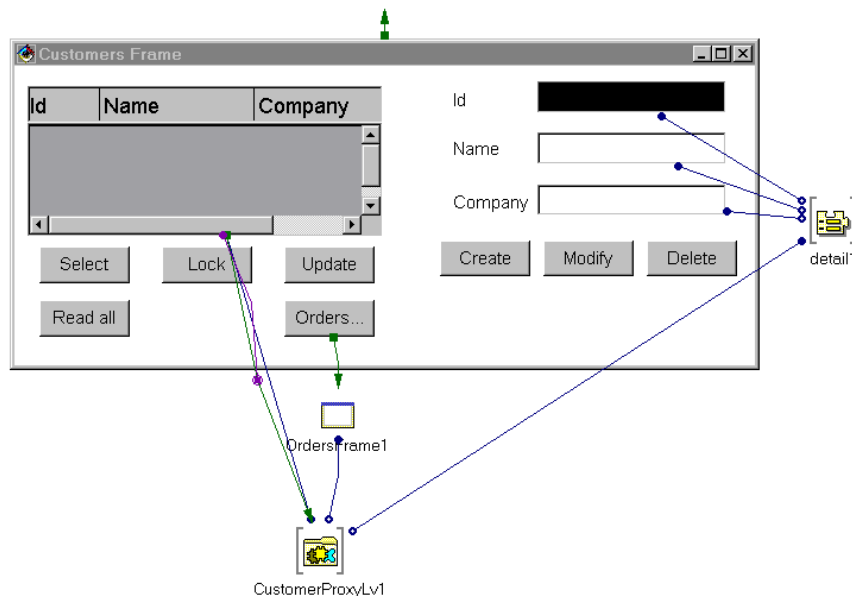 Customers Frame
Id Name Company
Id
Name
Company
Select Lock Update
Create Modify Delete
Read all Orders...
detail1
OrdersFrame1
CustomerProxyLv1